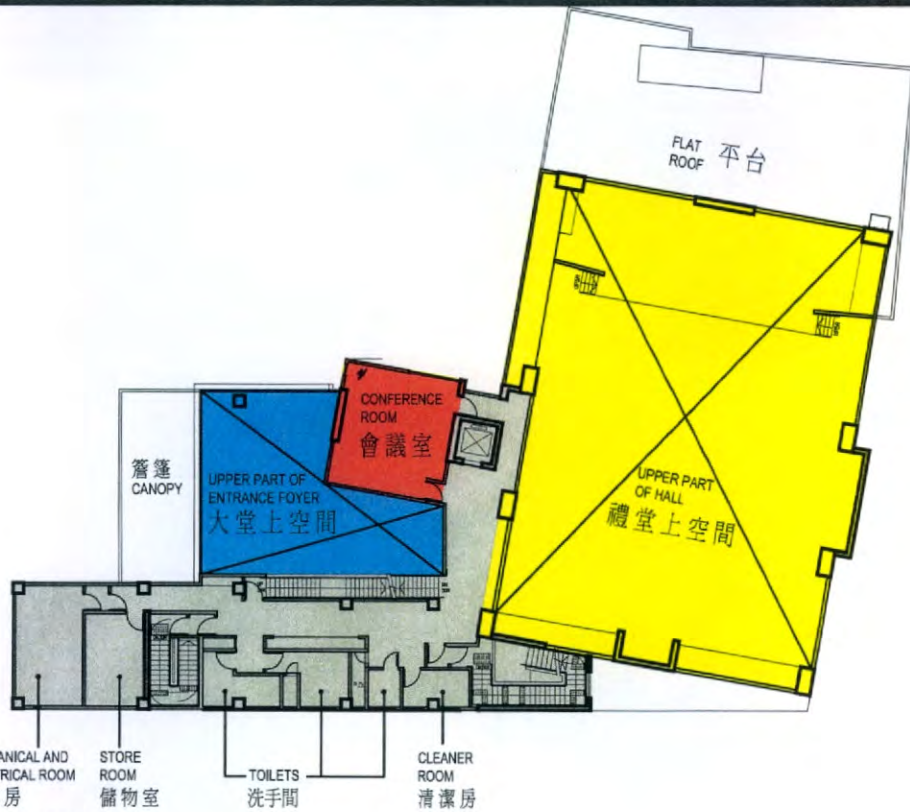 FLAT
ROOF 平台
CONFERENCE
ROOM
會議室
簷篷
CANOPY
UPPER PART OF
ENTRANCE FOYER
大堂上空間
UPPER PART
OF HALL
禮堂上空間
ANICAL AND
TRICAL ROOM
房
STORE
ROOM
儲物室
TOILETS
洗手間
CLEANER
ROOM
清潔房